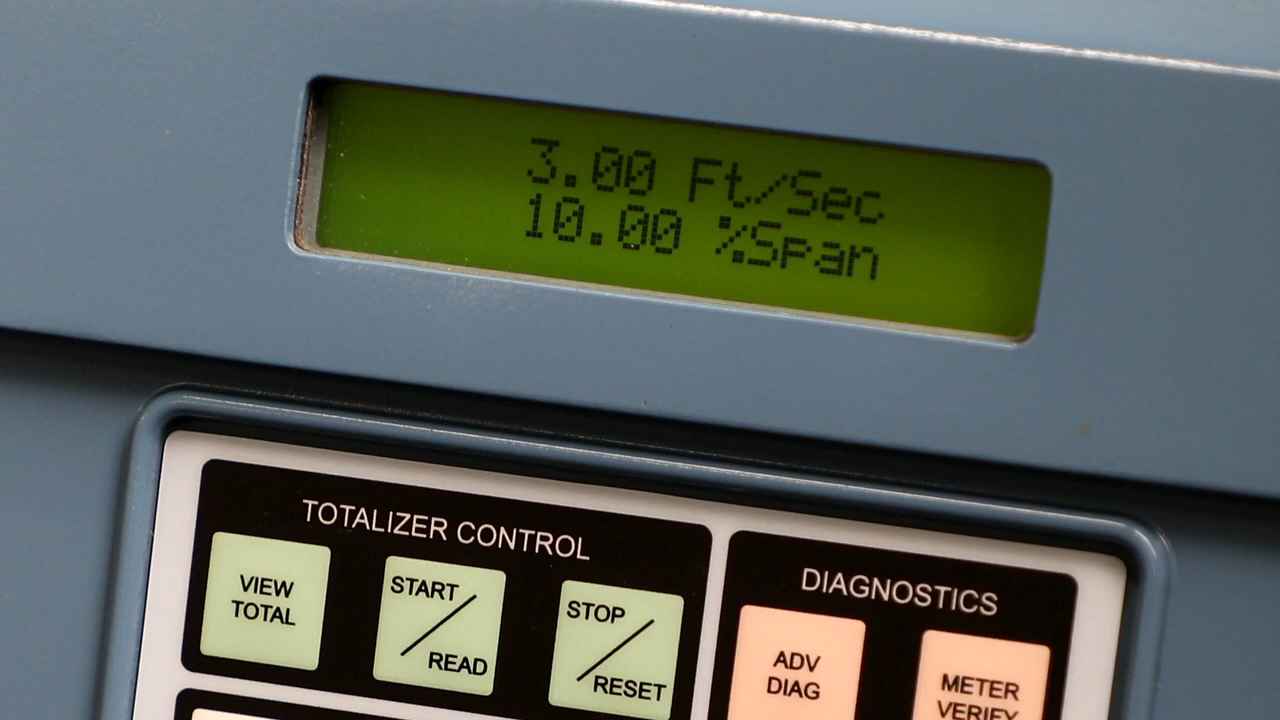 3.00 Ft/Sec
10.00 %Span
TOTALIZER CONTROL
VIEW
TOTAL
START
READ
STOP
RESET
DIAGNOSTICS
ADV
DIAG
METER
VERIFY